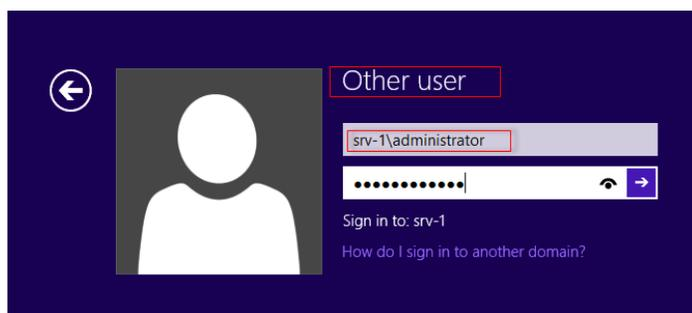 Other user
srv-1\administrator
••••••••••••
Sign in to: srv-1
How do I sign in to another domain?